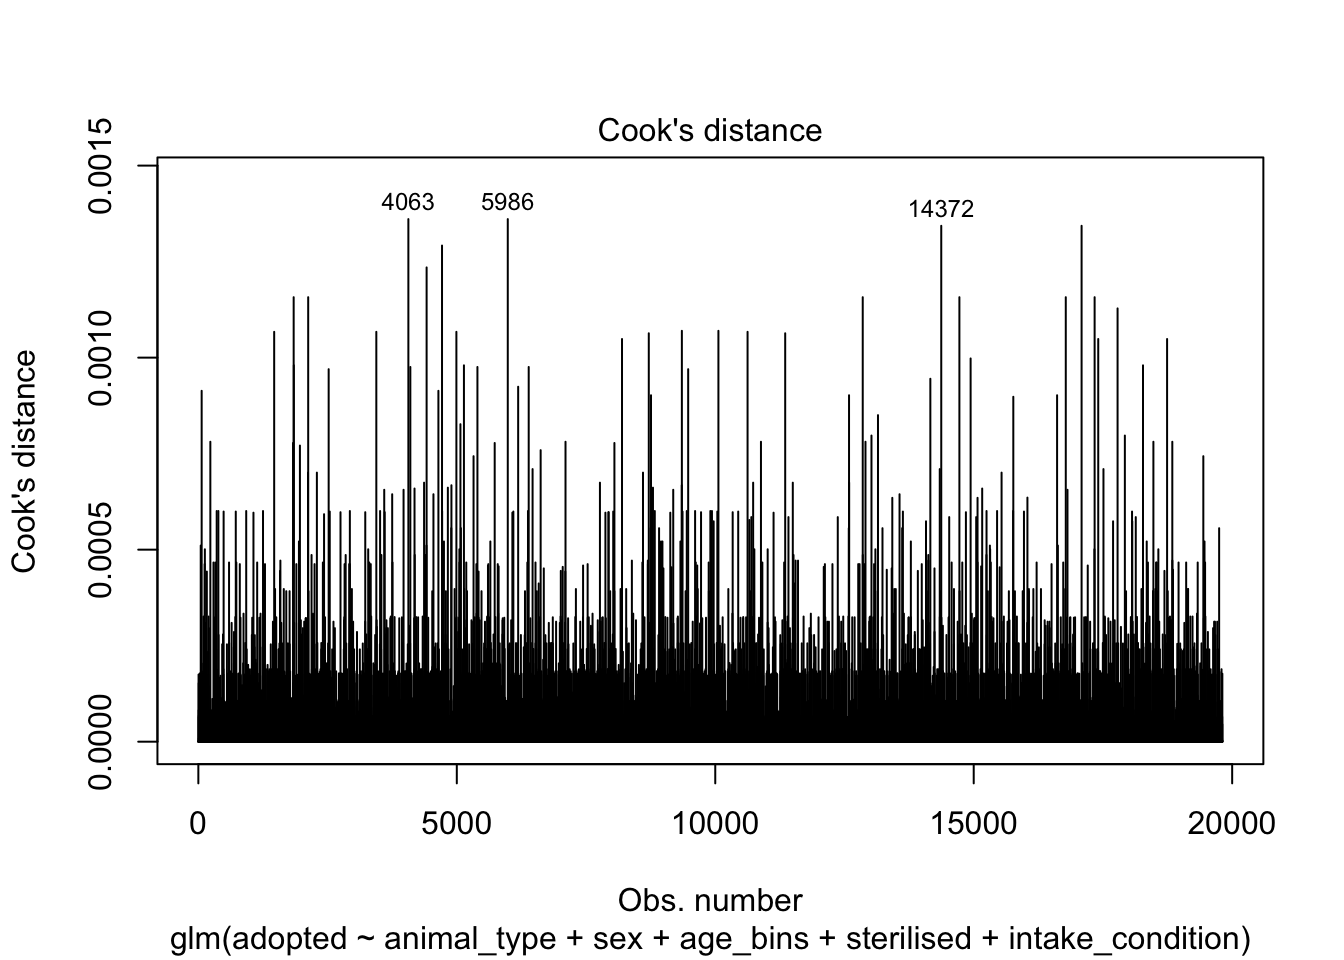 Cook's distance
0.0015
4063 5986 14372
0.0010
Cook's distance
0.0005
0.0000
0 5000 10000 15000 20000
Obs. number
glm(adopted ~ animal_type + sex + age_bins + sterilised + intake_condition)